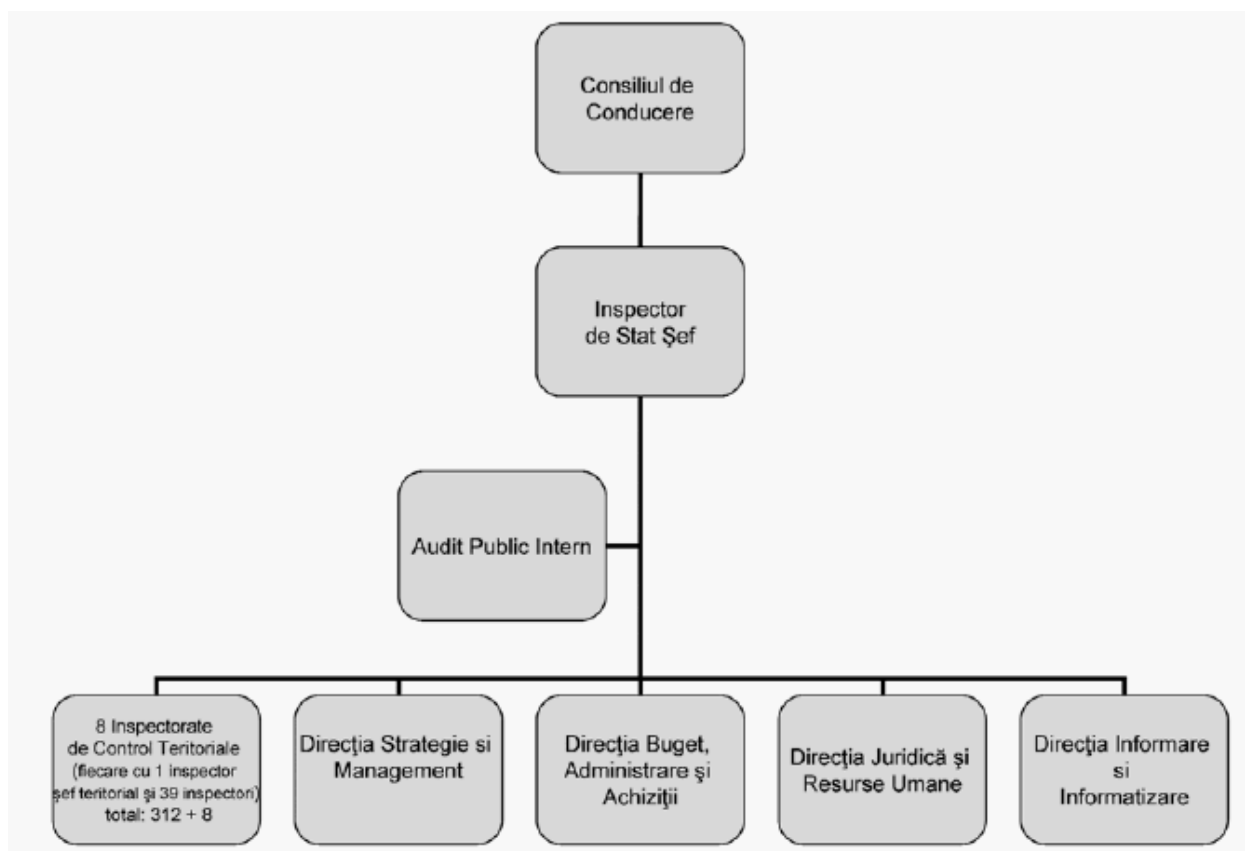 Consiliul de
Conducere
Inspector
de Stat Şef
Audit Public Intern
8 Inspectorate
de Control Teritoriale
(fiecare cu 1 inspector
şef teritorial şi 39 inspectori)
total: 312 + 8
Direcţia Strategie si
Management
Direcţia Buget,
Administrare şi
Achiziţii
Direcţia Juridică şi
Resurse Umane
Direcţia Informare
si
Informatizare